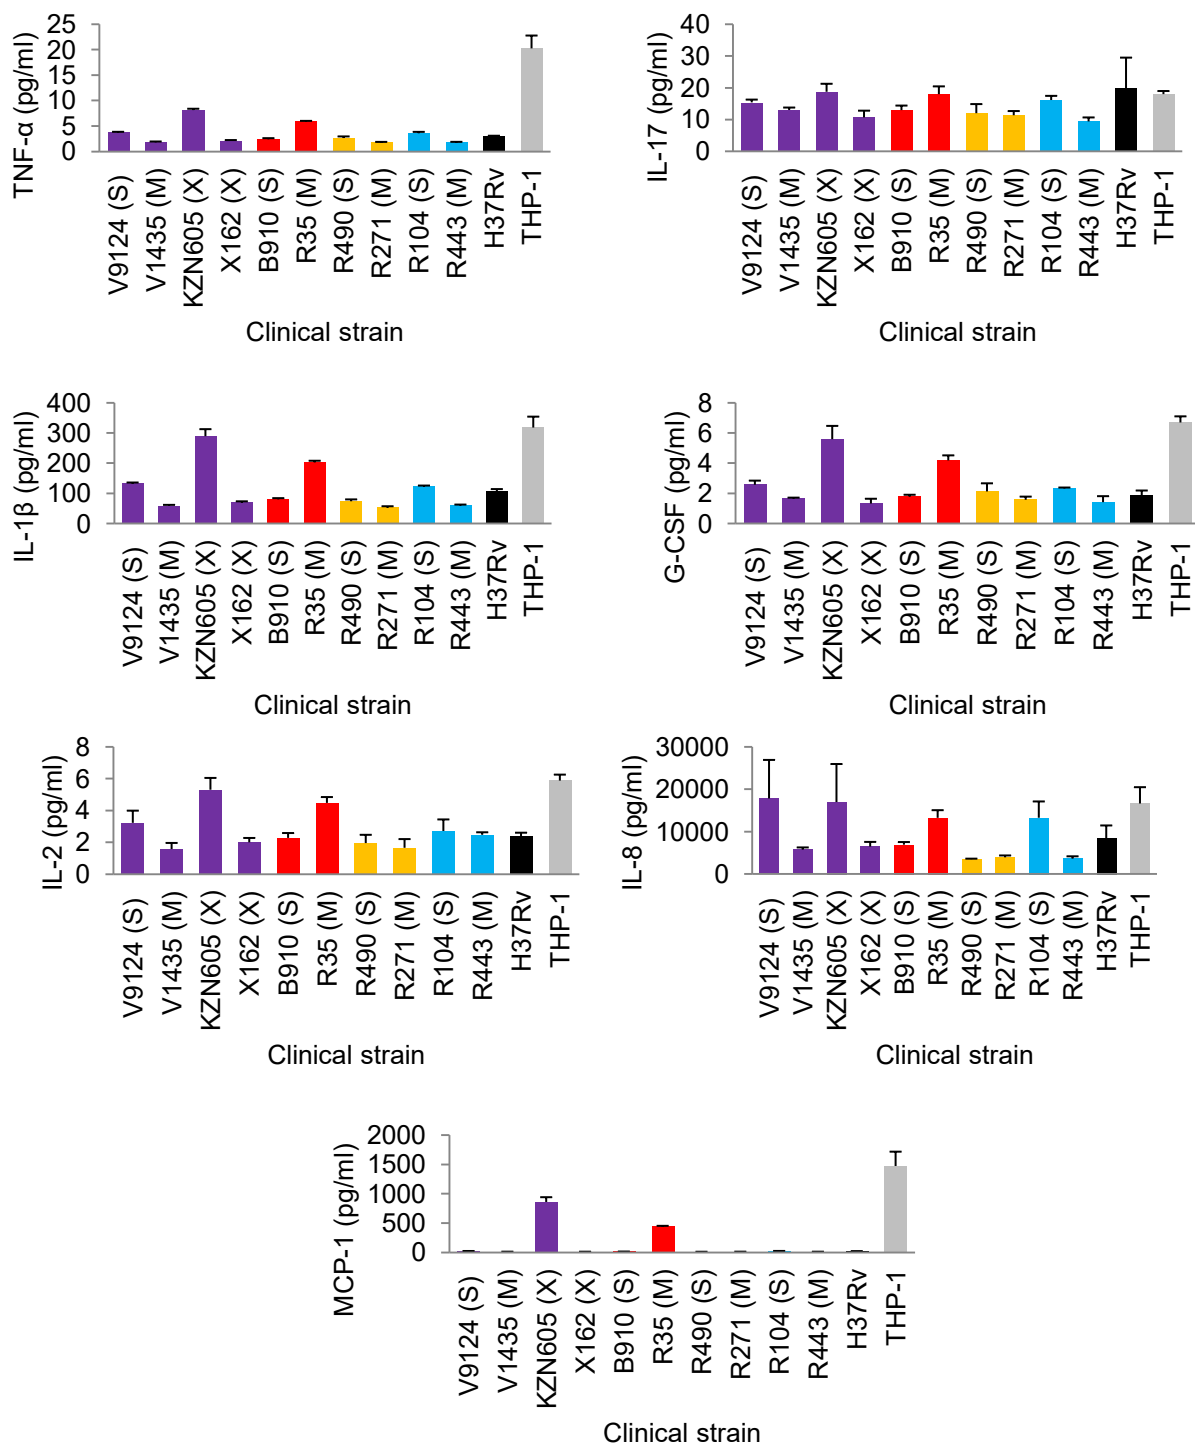 TNF-α (pg/ml)
25
20
15
10
5
0
V9124 (S)
V1435 (M)
KZN605 (X)
X162 (X)
B910 (S)
R35 (M)
R490 (S)
R271 (M)
R104 (S)
R443 (M)
H37Rv
THP-1
Clinical strain
IL-17 (pg/ml)
40
30
20
10
0
V9124 (S)
V1435 (M)
KZN605 (X)
X162 (X)
B910 (S)
R35 (M)
R490 (S)
R271 (M)
R104 (S)
R443 (M)
H37Rv
THP-1
Clinical strain
IL-1β (pg/ml)
400
300
200
100
0
V9124 (S)
V1435 (M)
KZN605 (X)
X162 (X)
B910 (S)
R35 (M)
R490 (S)
R271 (M)
R104 (S)
R443 (M)
H37Rv
THP-1
Clinical strain
G-CSF (pg/ml)
8
6
4
2
0
V9124 (S)
V1435 (M)
KZN605 (X)
X162 (X)
B910 (S)
R35 (M)
R490 (S)
R271 (M)
R104 (S)
R443 (M)
H37Rv
THP-1
Clinical strain
IL-2 (pg/ml)
8
6
4
2
0
V9124 (S)
V1435 (M)
KZN605 (X)
X162 (X)
B910 (S)
R35 (M)
R490 (S)
R271 (M)
R104 (S)
R443 (M)
H37Rv
THP-1
Clinical strain
IL-8 (pg/ml)
30000
20000
10000
0
V9124 (S)
V1435 (M)
KZN605 (X)
X162 (X)
B910 (S)
R35 (M)
R490 (S)
R271 (M)
R104 (S)
R443 (M)
H37Rv
THP-1
Clinical strain
MCP-1 (pg/ml)
2000
1500
1000
500
0
V9124 (S)
V1435 (M)
KZN605 (X)
X162 (X)
B910 (S)
R35 (M)
R490 (S)
R271 (M)
R104 (S)
R443 (M)
H37Rv
THP-1
Clinical strain